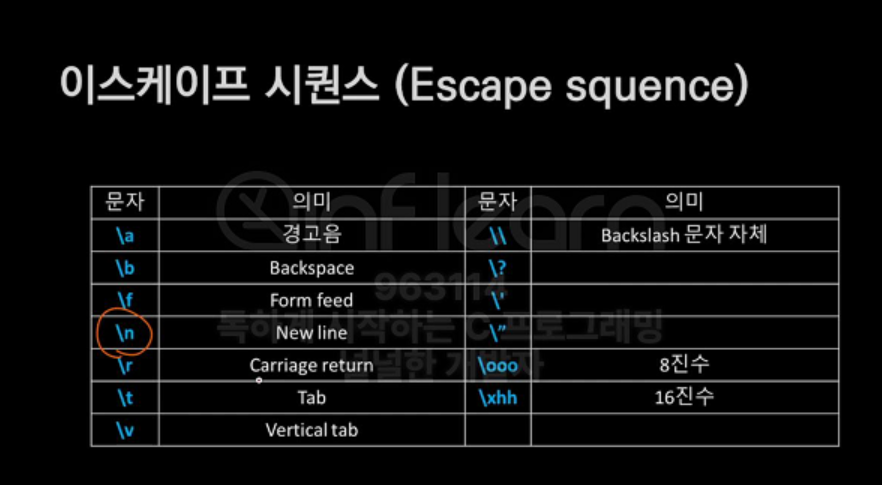 이스케이프 시퀀스 (Escape squence)
문자 의미 문자 의미
\a 경고음 \\ Backslash 문자 자체
\b Backspace \?
\f Form feed \'
\n New line \”
\r Carriage return \ooo 8진수
\t Tab \xhh 16진수
\v Vertical tab
inflearn
963114
독하게 시작하는 C 프로그래밍
널널한 개발자